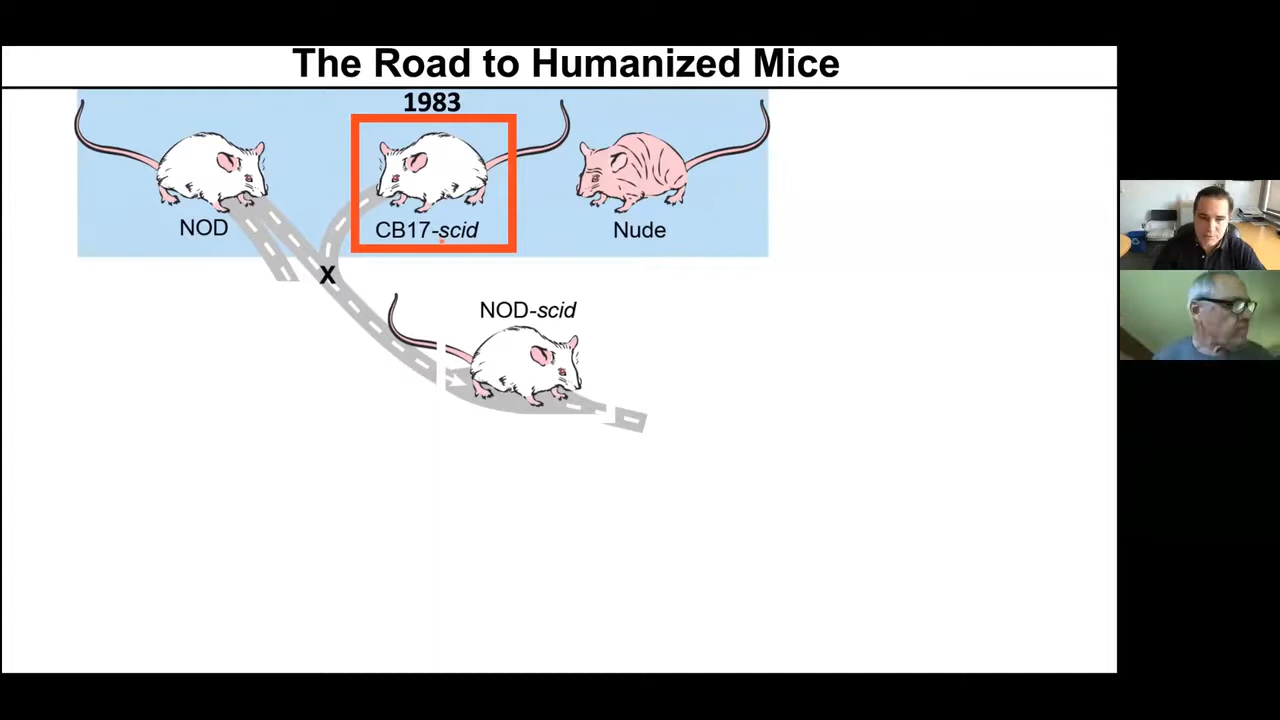 The Road to Humanized Mice
1983
NOD
CB17-scid
Nude
X
NOD-scid